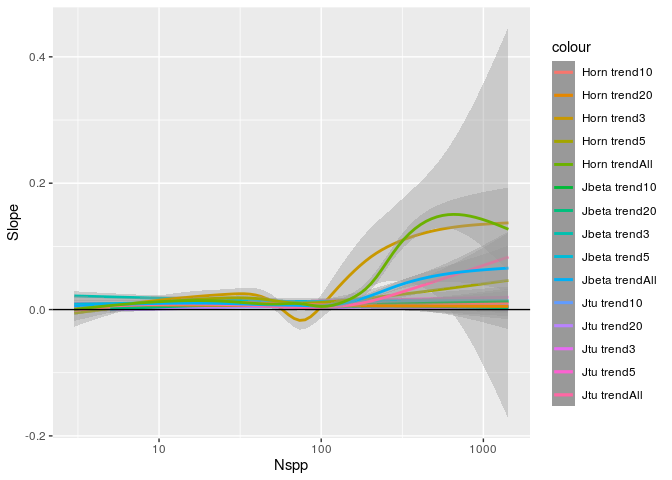 0.4
0.2
0.0
-0.2
Slope
10
100
1000
Nspp
colour
Horn trend10
Horn trend20
Horn trend3
Horn trend5
Horn trendAll
Jbeta trend10
Jbeta trend20
Jbeta trend3
Jbeta trend5
Jbeta trendAll
Jtu trend10
Jtu trend20
Jtu trend3
Jtu trend5
Jtu trendAll